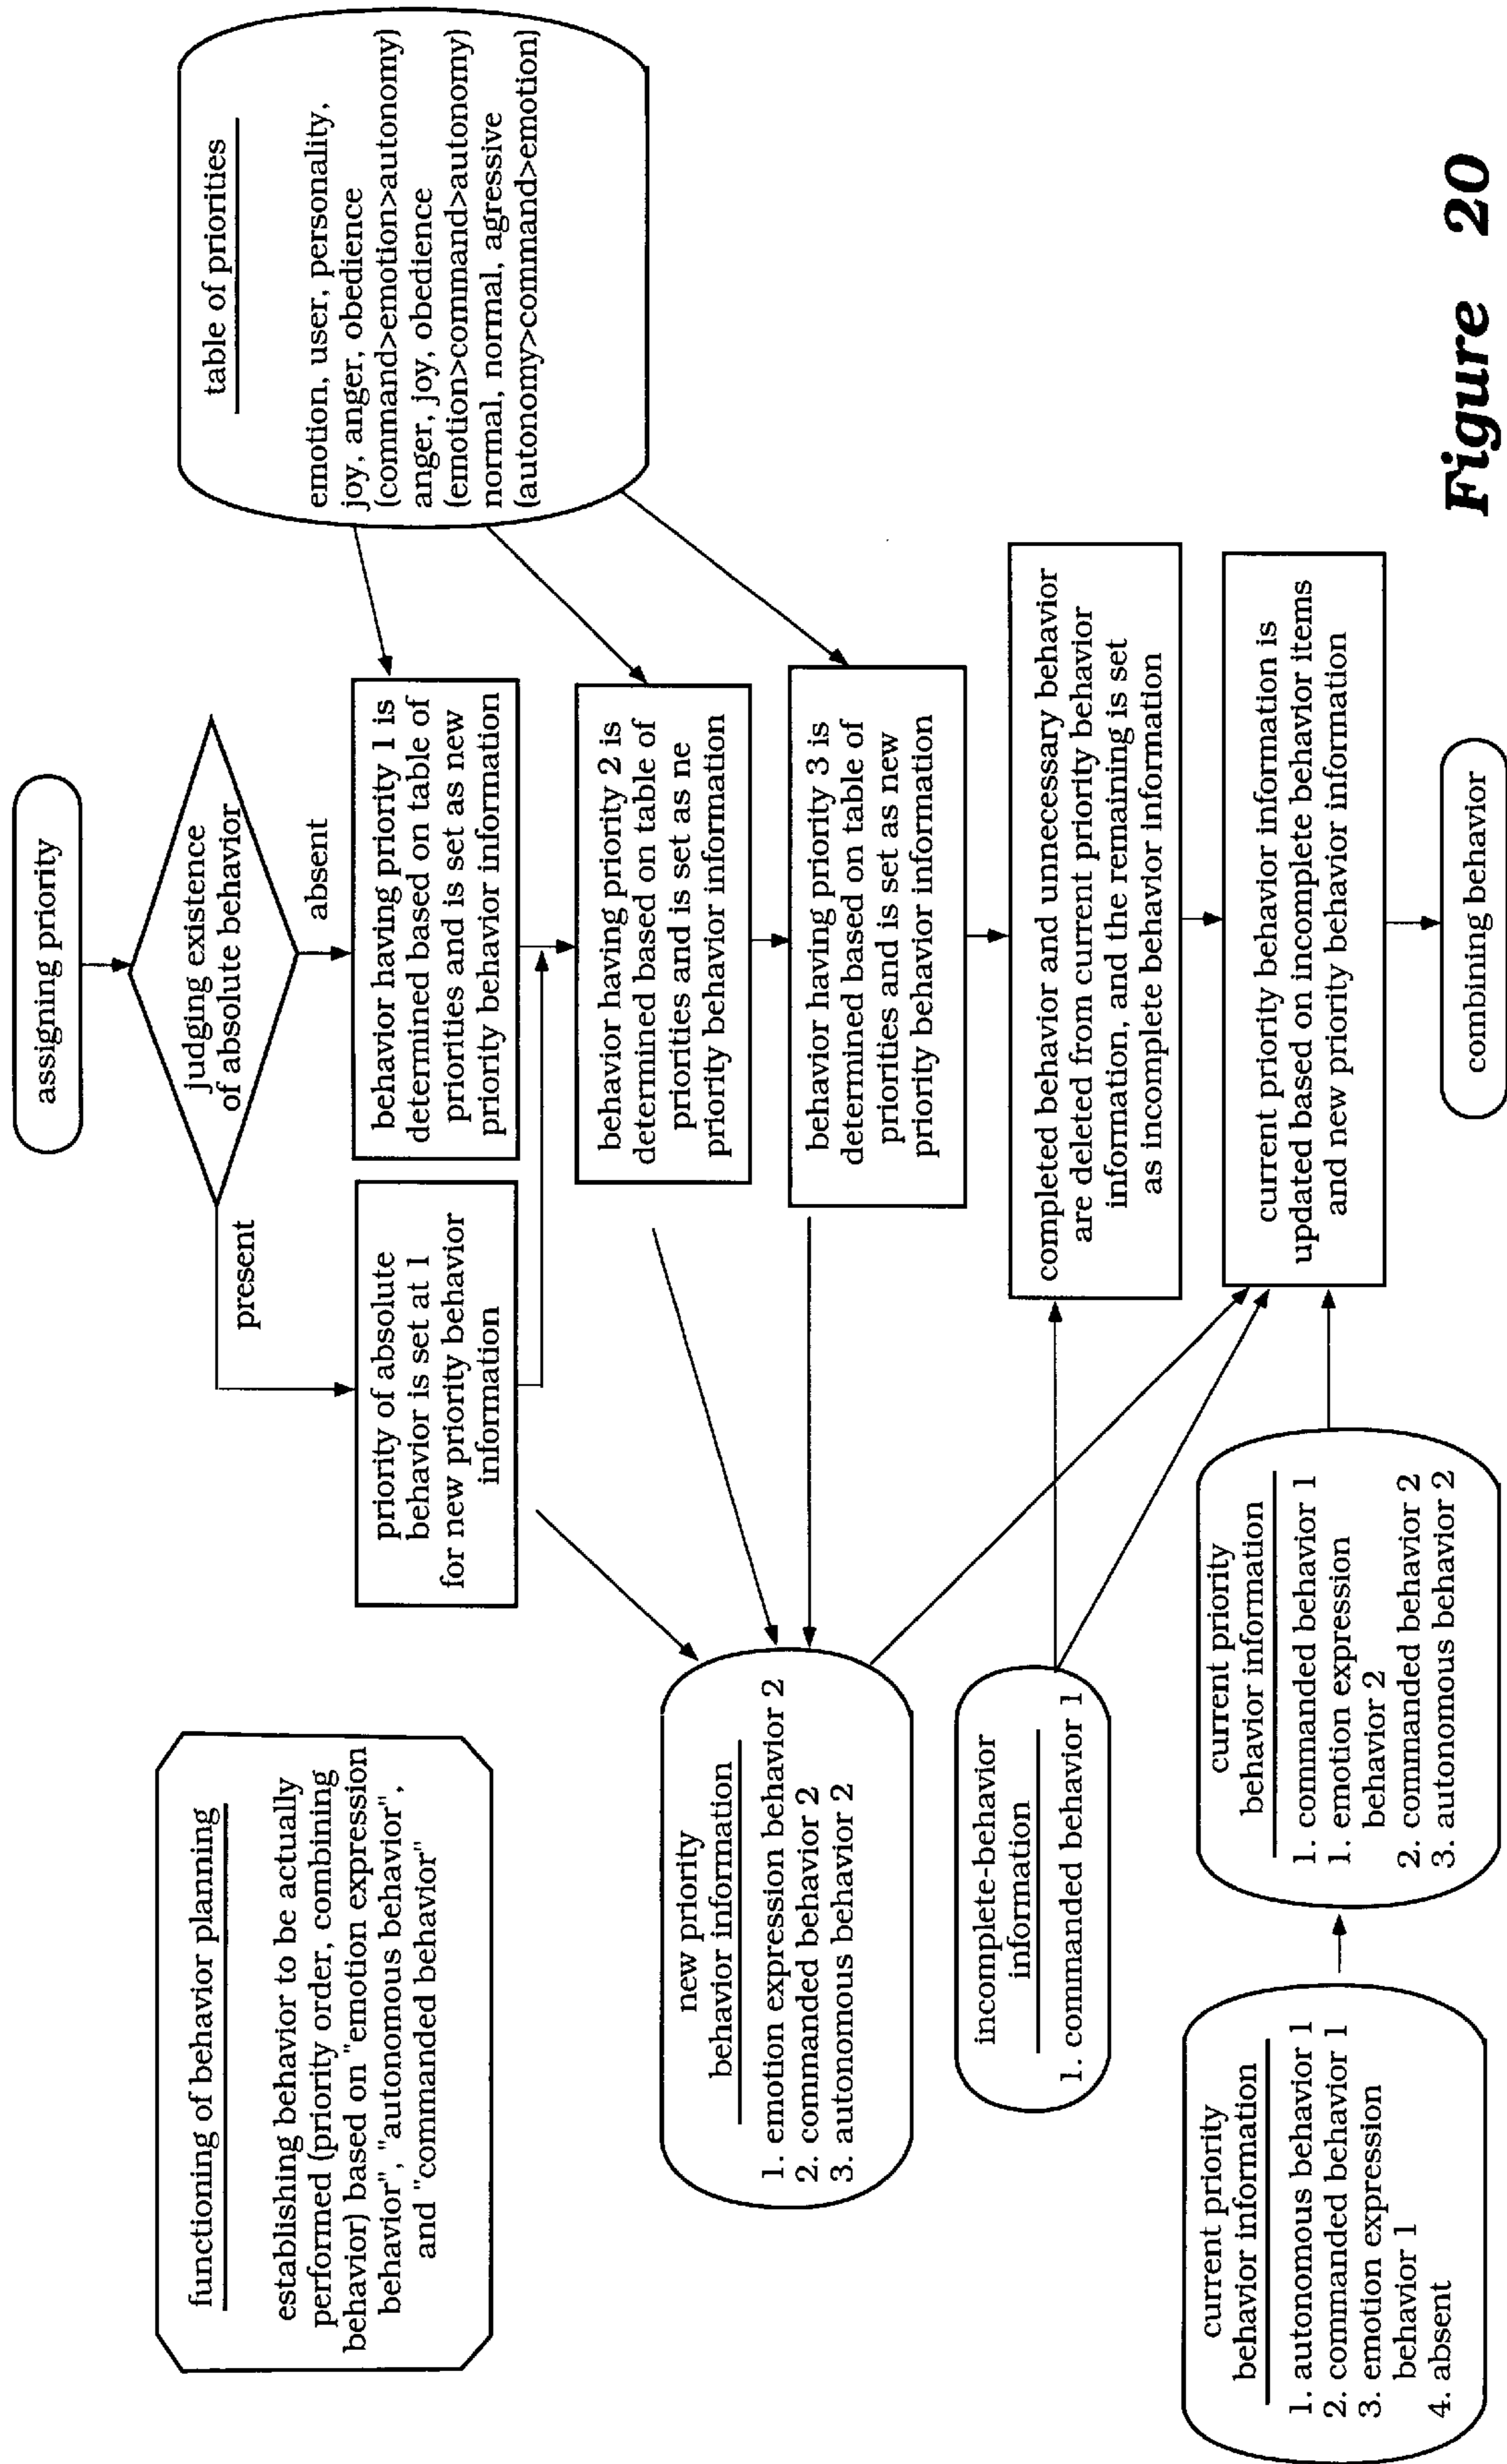 functioning of behavior planning
establishing behavior to be actually
performed (priority order, combining
behavior) based on "emotion expression
behavior", "autonomous behavior",
and "commanded behavior"
assigning priority
judging existence
of absolute behavior
present
absent
priority of absolute
behavior is set at 1
for new priority behavior
information
behavior having priority 1 is
determined based on table of
priorities and is set as new
priority behavior information
table of priorities
emotion, user, personality,
joy, anger, obedience
(command>emotion>autonomy)
anger, joy, obedience
(emotion>command>autonomy)
normal, normal, agressive
(autonomy>command>emotion)
behavior having priority 2 is
determined based on table of
priorities and is set as ne
priority behavior information
new priority
behavior information
1. emotion expression behavior 2
2. commanded behavior 2
3. autonomous behavior 2
behavior having priority 3 is
determined based on table of
priorities and is set as new
priority behavior information
incomplete-behavior
information
1. commanded behavior 1
completed behavior and unnecessary behavior
are deleted from current priority behavior
information, and the remaining is set
as incomplete behavior information
current priority
behavior information
1. autonomous behavior 1
2. commanded behavior 1
3. emotion expression
behavior 1
4. absent
current priority
behavior information
1. commanded behavior 1
1. emotion expression
behavior 2
2. commanded behavior 2
3. autonomous behavior 2
current priority behavior information is
updated based on incomplete behavior items
and new priority behavior information
combining behavior
Figure 20